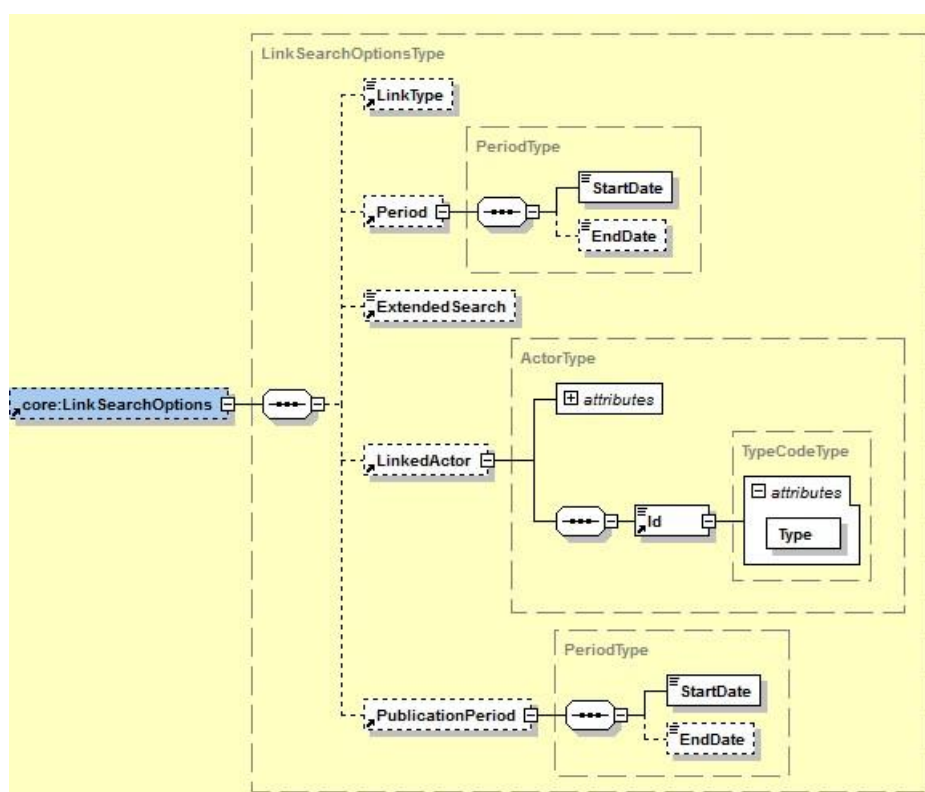 LinkSearchOptionsType
LinkType
PeriodType
StartDate
Period
EndDate
ExtendedSearch
ActorType
attributes
core:LinkSearchOptions
LinkedActor
TypeCodeType
attributes
Id
Type
PeriodType
StartDate
PublicationPeriod
EndDate